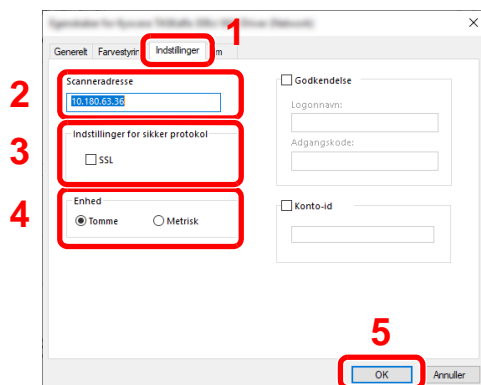 1
Generelt Farvestyrin Indstillinger m
2
Scanneradresse
10.180.63.36
3
Indstillinger for sikker protokol
SSL
4
Enhed
Tomme Metrisk
Godkendelse
Logonnavn:
Adgangskode:
Konto-id
5
OK Annuller